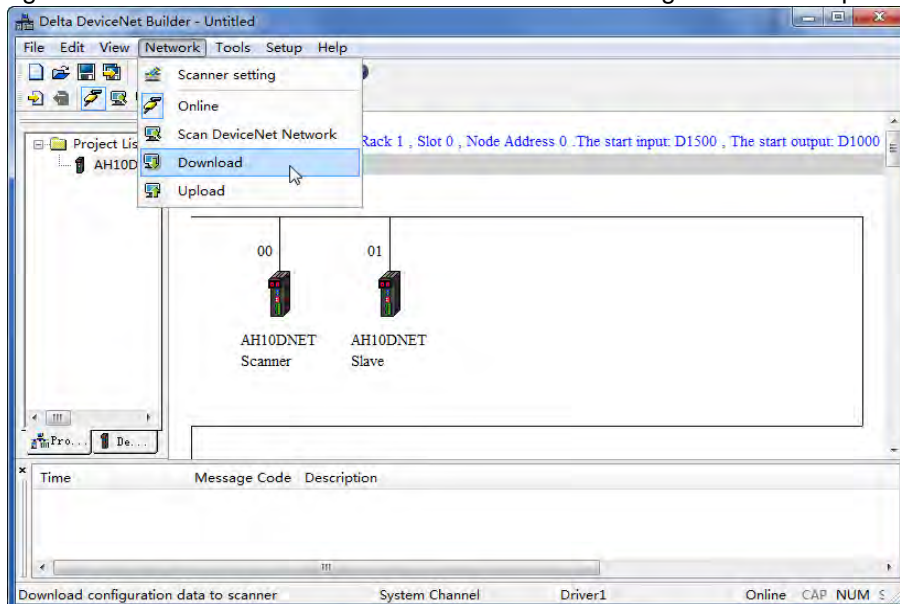 Delta DeviceNet Builder - Untitled
File Edit View Network Tools Setup Help
Scanner setting
Online
Scan DeviceNet Network
Download
Upload
Project Lis
AH10D
Rack 1 , Slot 0 , Node Address 0 .The start input: D1500 , The start output: D1000
00 01
AH10DNET AH10DNET
Scanner Slave
Pro... De...
Time Message Code Description
Download configuration data to scanner System Channel Driver1 Online CAP NUM S